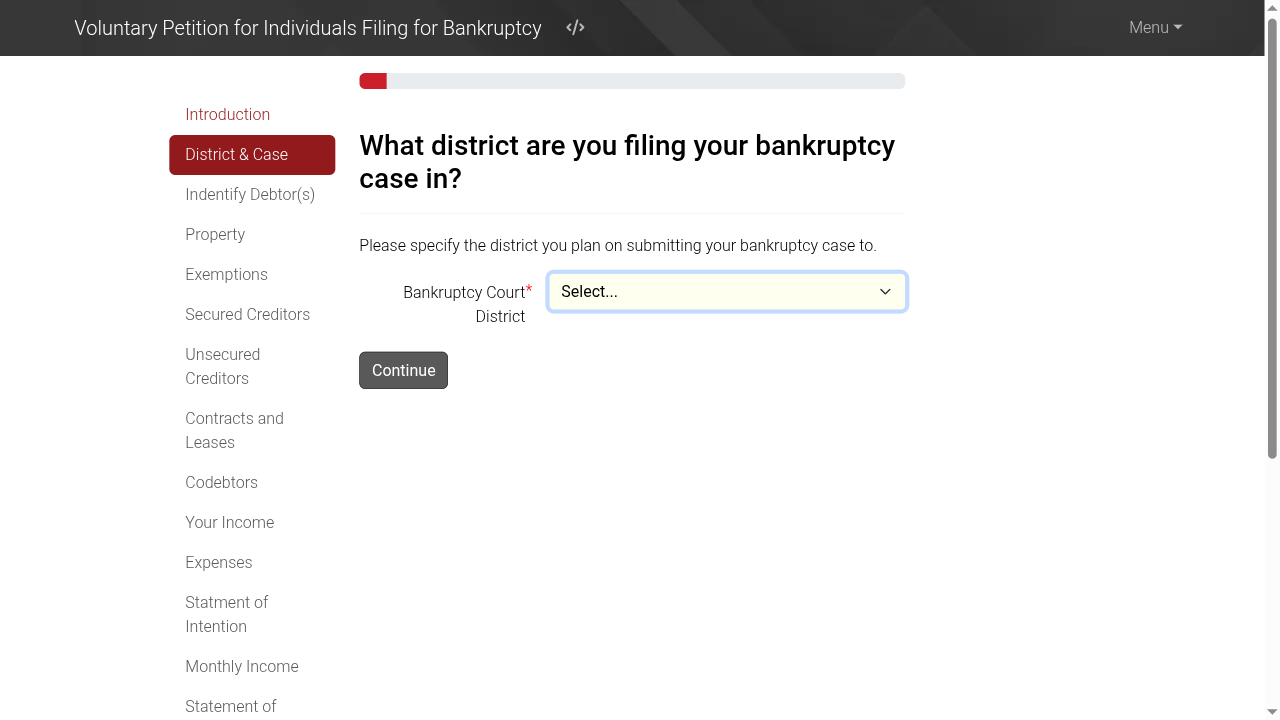 Voluntary Petition for Individuals Filing for Bankruptcy </>
Menu
Introduction
District & Case
Indentify Debtor(s)
Property
Exemptions
Secured Creditors
Unsecured
Creditors
Contracts and
Leases
Codebtors
Your Income
Expenses
Statment of
Intention
Monthly Income
Statement of
What district are you filing your bankruptcy
case in?
Please specify the district you plan on submitting your bankruptcy case to.
Bankruptcy Court*
District
Select...
Continue